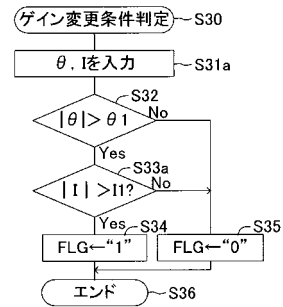 ゲイン変更条件判定 S30
θ, Iを入力 S31a
S32
|θ|>θ1 No
Yes
S33a
|I|>I1? No
Yes S34 S35
FLG←“1” FLG←“0”
エンド S36